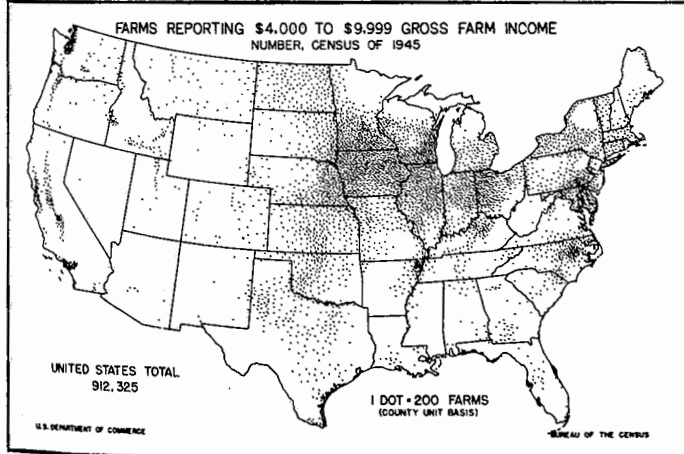 FARMS REPORTING $4,000 TO $9,999 GROSS FARM INCOME
NUMBER, CENSUS OF 1945
UNITED STATES TOTAL
912,325
1 DOT = 200 FARMS
(COUNTY UNIT BASIS)
U.S. DEPARTMENT OF COMMERCE
BUREAU OF THE CENSUS